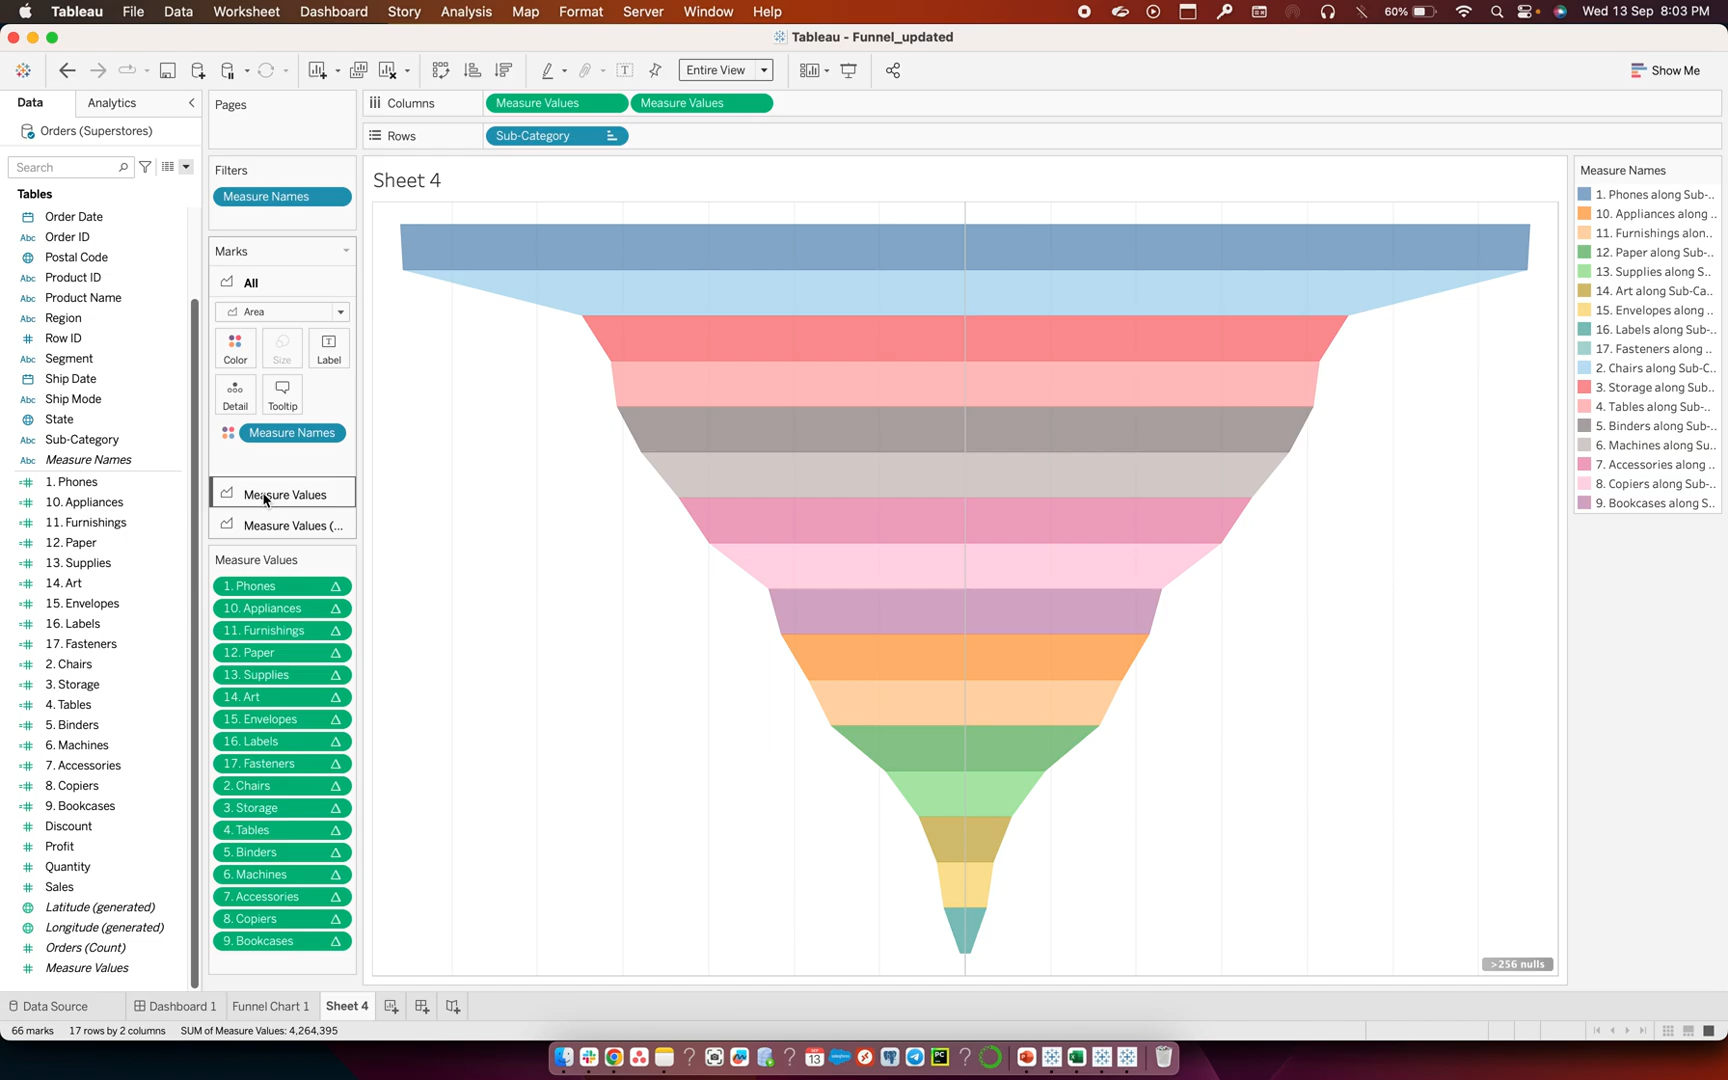 Tableau File Data Worksheet Dashboard Story Analysis Map Format Server Window Help 60% Wed 13 Sep 8:03 PM
Tableau - Funnel_updated
Entire View
Show Me
Data Analytics
Orders (Superstores)
Search
Tables
Order Date
Abc Order ID
Postal Code
Abc Product ID
Abc Product Name
Abc Region
Row ID
Abc Segment
Ship Date
Abc Ship Mode
State
Abc Sub-Category
Abc Measure Names
1. Phones
10. Appliances
11. Furnishings
12. Paper
13. Supplies
14. Art
15. Envelopes
16. Labels
17. Fasteners
2. Chairs
3. Storage
4. Tables
5. Binders
6. Machines
7. Accessories
8. Copiers
9. Bookcases
Discount
Profit
Quantity
Sales
Latitude (generated)
Longitude (generated)
Orders (Count)
Measure Values
Pages
Filters
Measure Names
Marks
All
Area
Color Size Label
Detail Tooltip
Measure Names
Measure Values
Measure Values (...
Measure Values
1. Phones
10. Appliances
11. Furnishings
12. Paper
13. Supplies
14. Art
15. Envelopes
16. Labels
17. Fasteners
2. Chairs
3. Storage
4. Tables
5. Binders
6. Machines
7. Accessories
8. Copiers
9. Bookcases
Columns Measure Values Measure Values
Rows Sub-Category
Sheet 4
>256 nulls
Measure Names
1. Phones along Sub-..
10. Appliances along ..
11. Furnishings alon..
12. Paper along Sub-..
13. Supplies along S..
14. Art along Sub-Ca..
15. Envelopes along ..
16. Labels along Sub-..
17. Fasteners along ..
2. Chairs along Sub-C..
3. Storage along Sub..
4. Tables along Sub-..
5. Binders along Sub-..
6. Machines along Su..
7. Accessories along ..
8. Copiers along Sub-..
9. Bookcases along S..
Data Source Dashboard 1 Funnel Chart 1 Sheet 4
66 marks 17 rows by 2 columns SUM of Measure Values: 4,264,395
13
PC